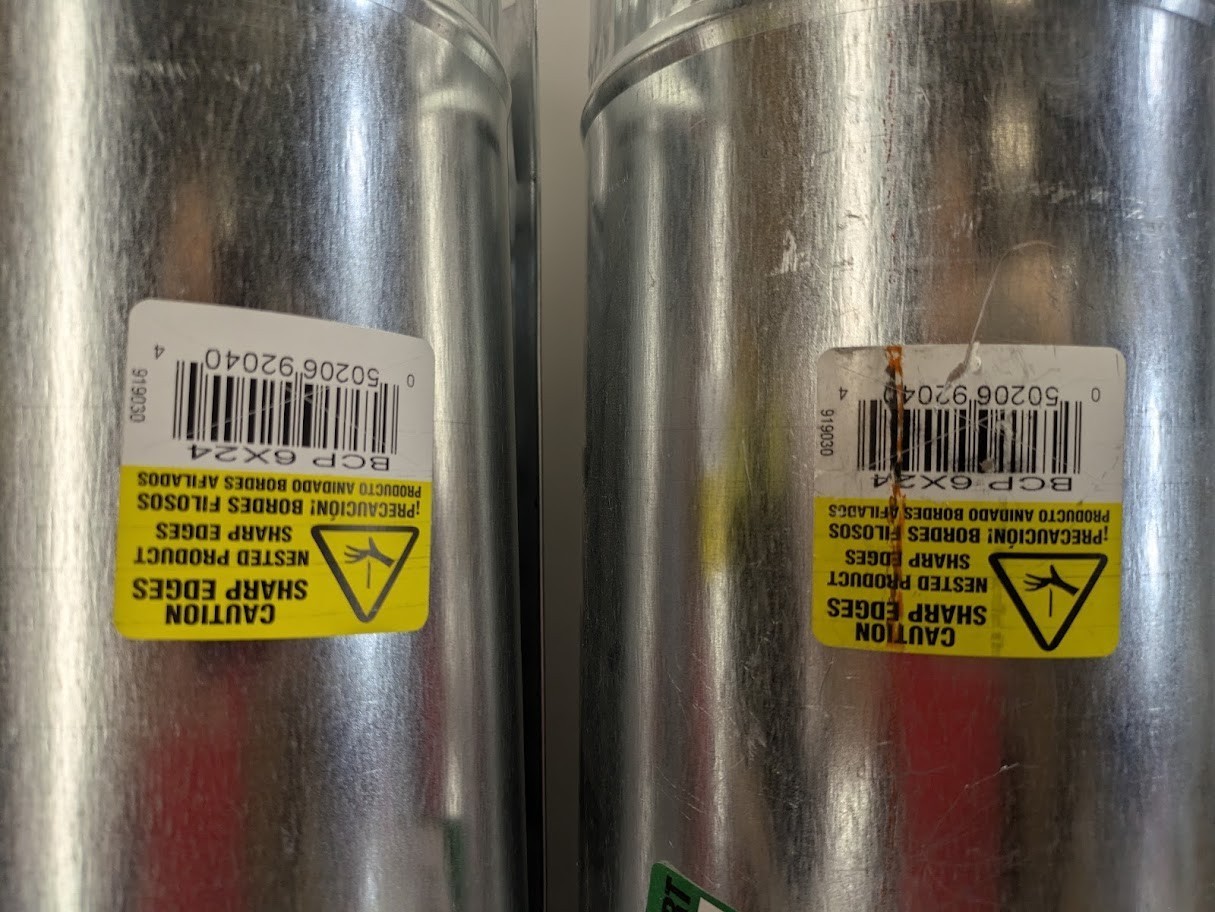 CAUTION
SHARP EDGES
NESTED PRODUCT
SHARP EDGES
¡PRECAUCIÓN! BORDES FILOSOS
PRODUCTO ANIDADO BORDES AFILADOS
BCP 6X24
0 50206 92040 4
919030
CAUTION
SHARP EDGES
NESTED PRODUCT
SHARP EDGES
¡PRECAUCIÓN! BORDES FILOSOS
PRODUCTO ANIDADO BORDES AFILADOS
BCP 6X24
0 50206 92040 4
919030